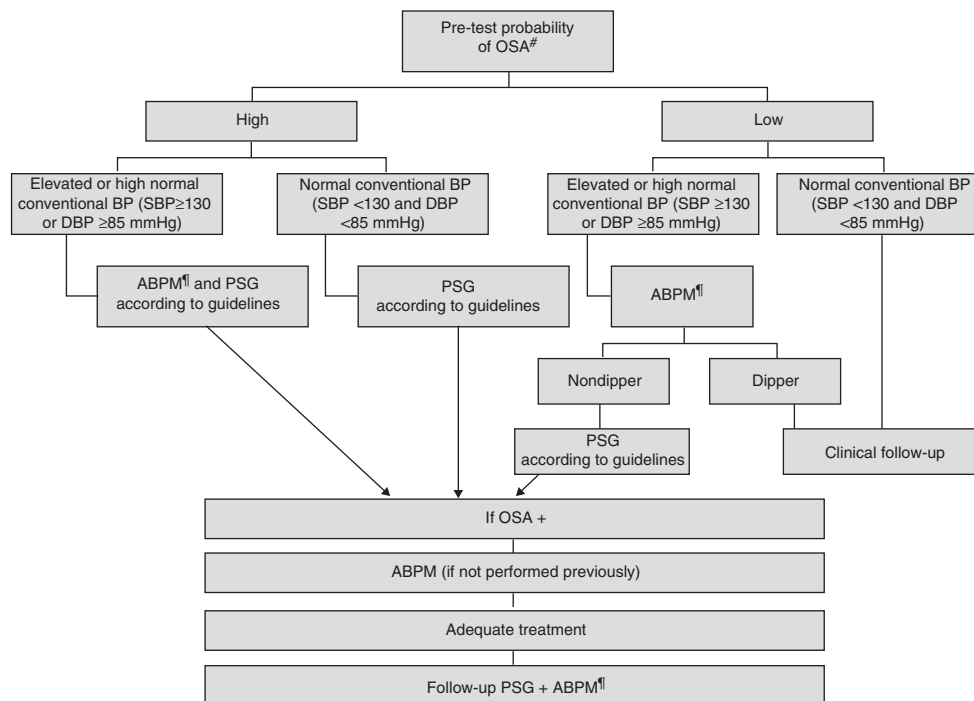 Pre-test probability
of OSA#
High
Low
Elevated or high normal
conventional BP (SBP≥130
or DBP ≥85 mmHg)
Normal conventional BP
(SBP <130 and DBP
<85 mmHg)
Elevated or high normal
conventional BP (SBP ≥130
or DBP ≥85 mmHg)
Normal conventional BP
(SBP <130 and DBP
<85 mmHg)
ABPM¶ and PSG
according to guidelines
PSG
according to guidelines
ABPM¶
Nondipper
Dipper
PSG
according to guidelines
Clinical follow-up
If OSA +
ABPM (if not performed previously)
Adequate treatment
Follow-up PSG + ABPM¶